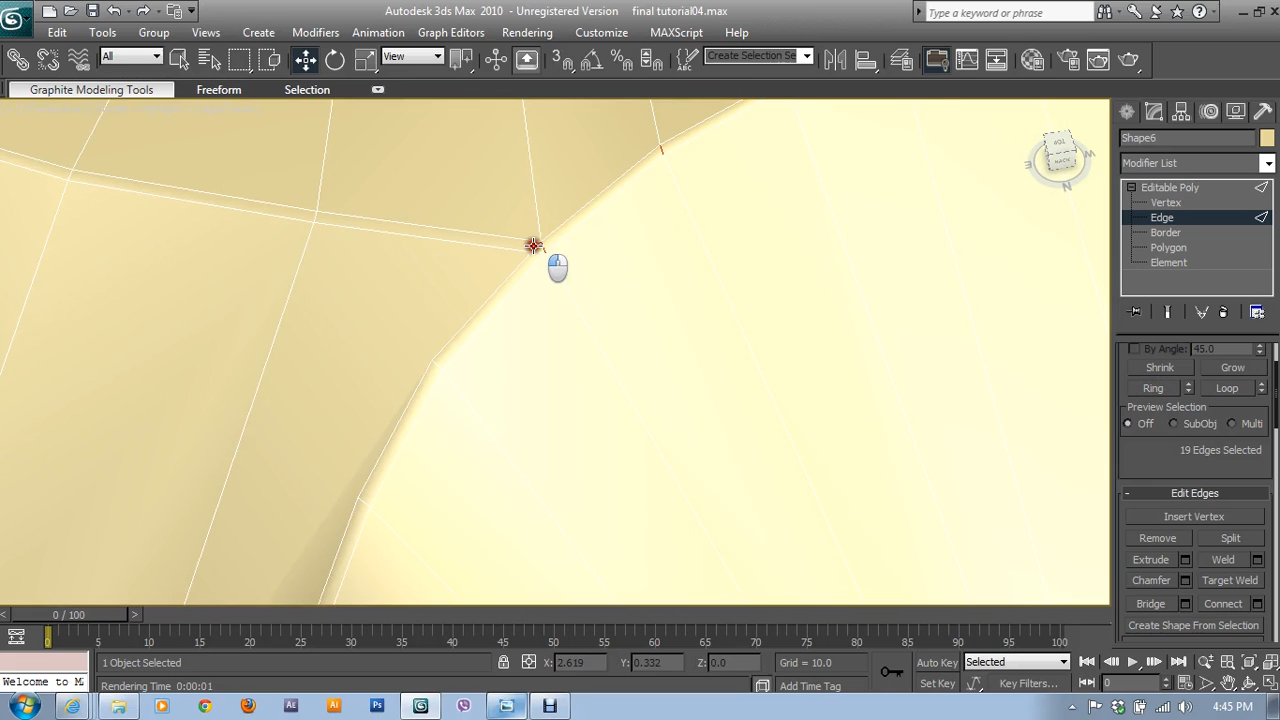 Autodesk 3ds Max 2010 - Unregistered Version final tutorial04.max
Type a keyword or phrase
Edit Tools Group Views Create Modifiers Animation Graph Editors Rendering Customize MAXScript Help
All
View
Create Selection Se
Graphite Modeling Tools Freeform Selection
TOP
BACK
E
W
N
Shape6
Modifier List
Editable Poly
Vertex
Edge
Border
Polygon
Element
By Angle: 45.0
Shrink Grow
Ring Loop
Preview Selection
Off SubObj Multi
19 Edges Selected
- Edit Edges
Insert Vertex
Remove Split
Extrude Weld
Chamfer Target Weld
Bridge Connect
Create Shape From Selection
< 0 / 100 >
0 5 10 15 20 25 30 35 40 45 50 55 60 65 70 75 80 85 90 95 100
1 Object Selected X: 2.619 Y: 0.332 Z: 0.0 Grid = 10.0 Auto Key Selected
Welcome to M
Rendering Time 0:00:01 Add Time Tag Set Key Key Filters... 0
4:45 PM